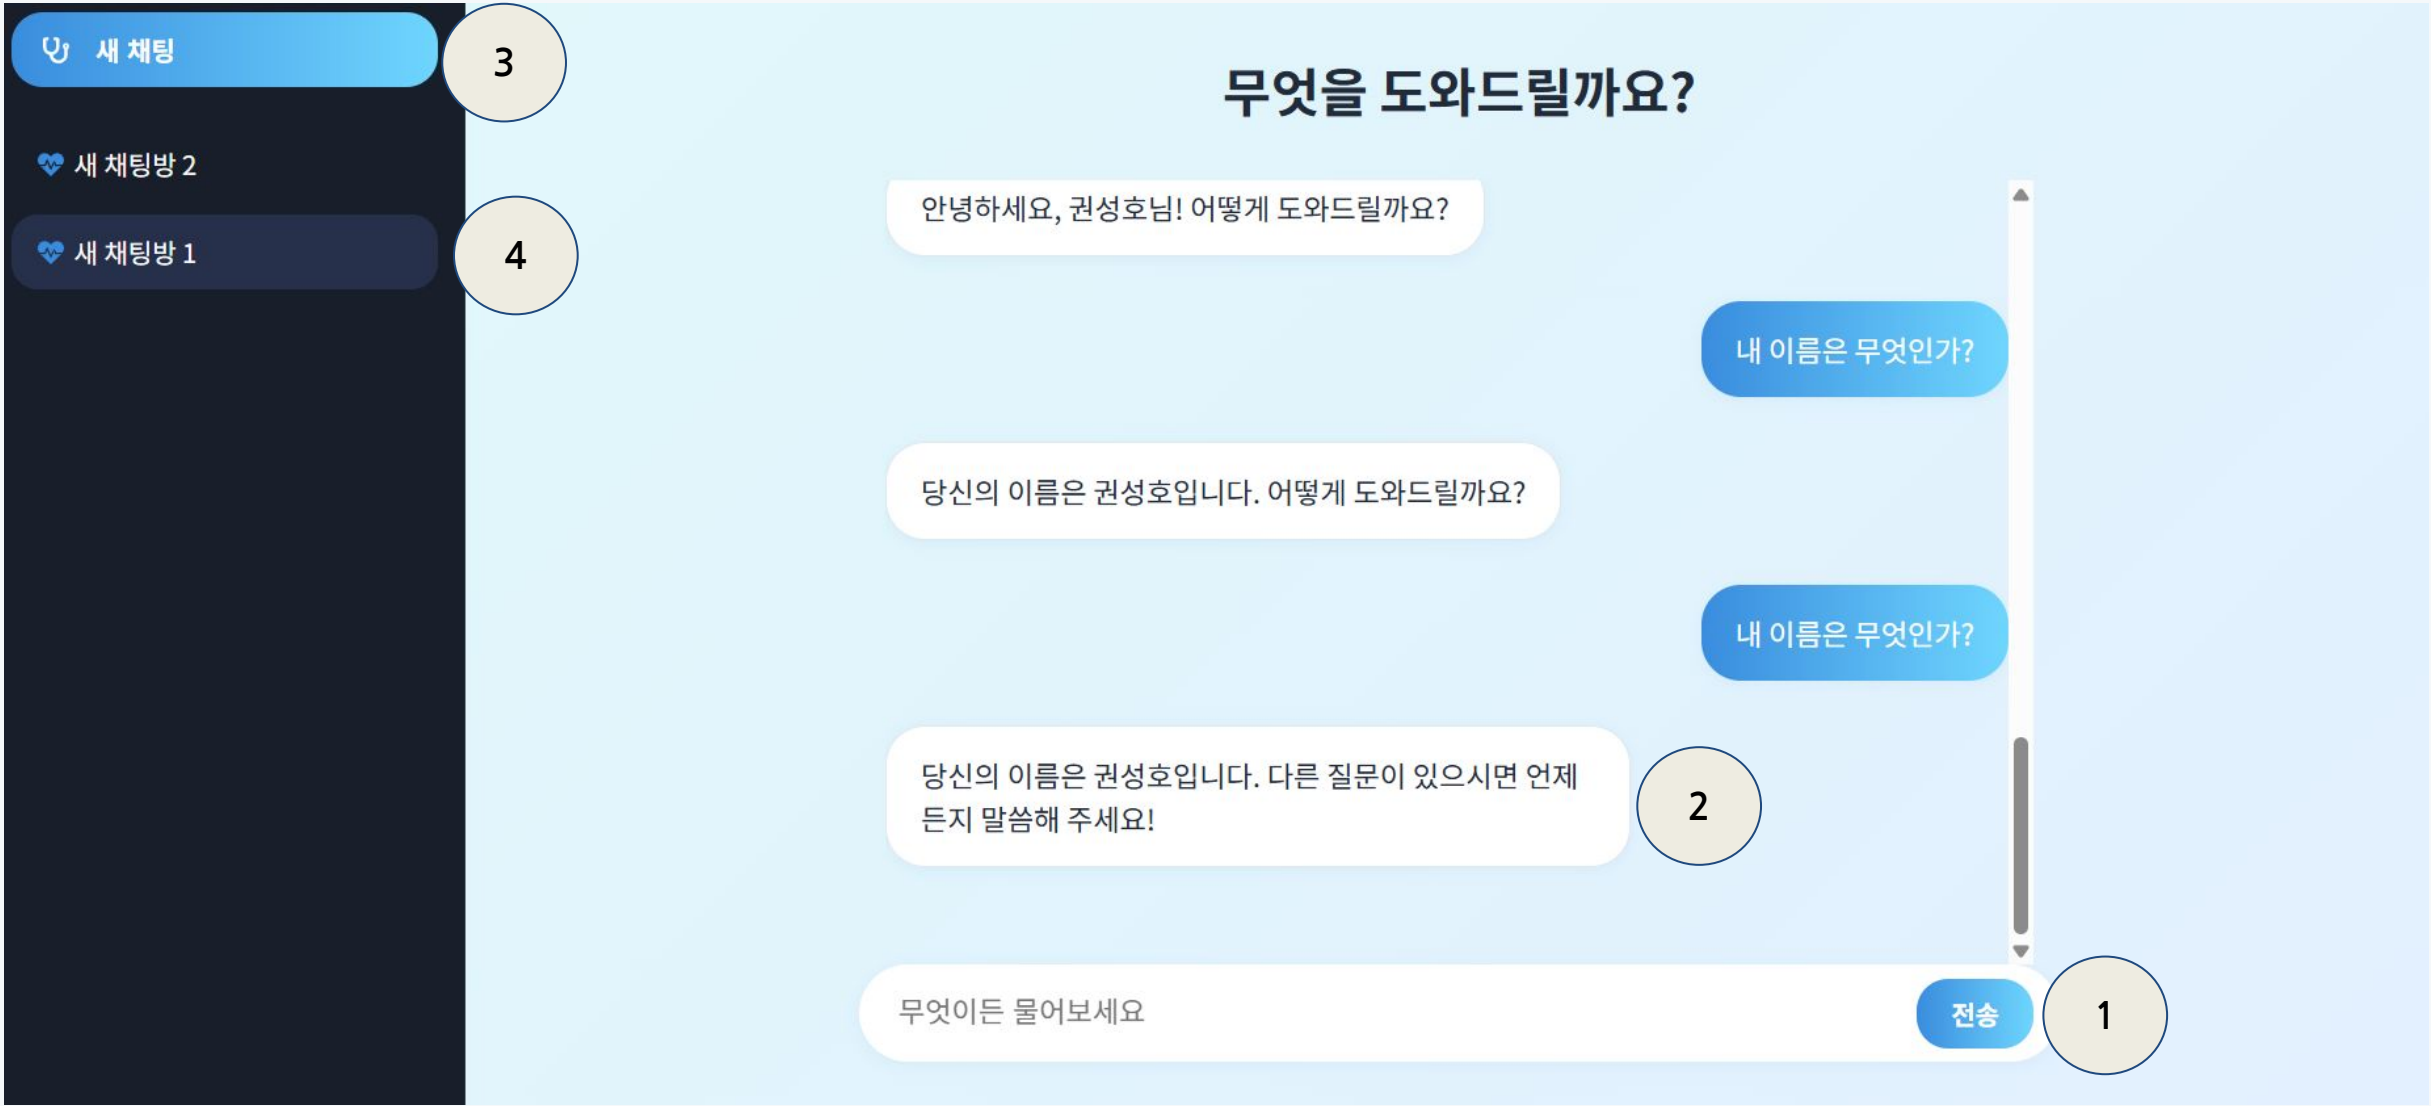 새 채팅
3
새 채팅방 2
새 채팅방 1
4
무엇을 도와드릴까요?
안녕하세요, 권성호님! 어떻게 도와드릴까요?
내 이름은 무엇인가?
당신의 이름은 권성호입니다. 어떻게 도와드릴까요?
내 이름은 무엇인가?
당신의 이름은 권성호입니다. 다른 질문이 있으시면 언제
든지 말씀해 주세요!
2
무엇이든 물어보세요
전송
1